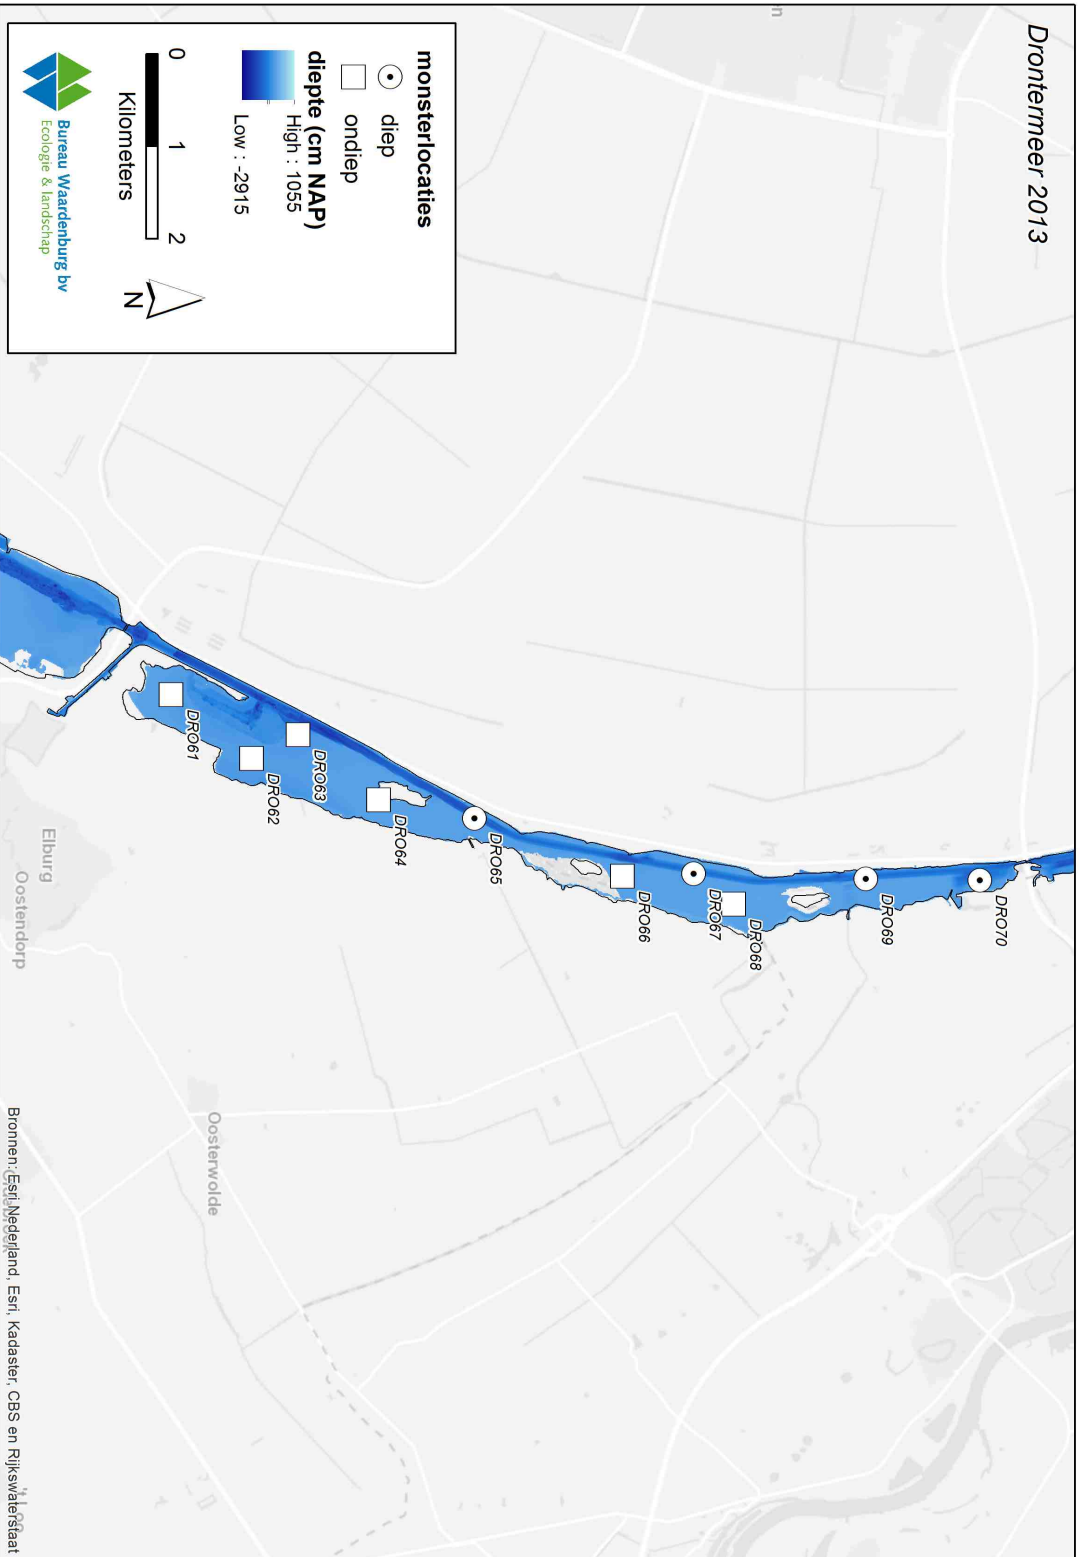 Drontermeer 2013
monsterlocaties
diep
ondiep
diepte (cm NAP)
High : 1055
Low : -2915
0 1 2
Kilometers
N
Bureau Waardenburg bv
Ecologie & landschap
DRO70
DRO69
DRO68
DRO67
DRO66
DRO65
DRO64
DRO63
DRO62
DRO61
Elburg
Oostendorp
Oosterwolde
't Loo
Bronnen: Esri Nederland, Esri, Kadaster, CBS en Rijkswaterstaat